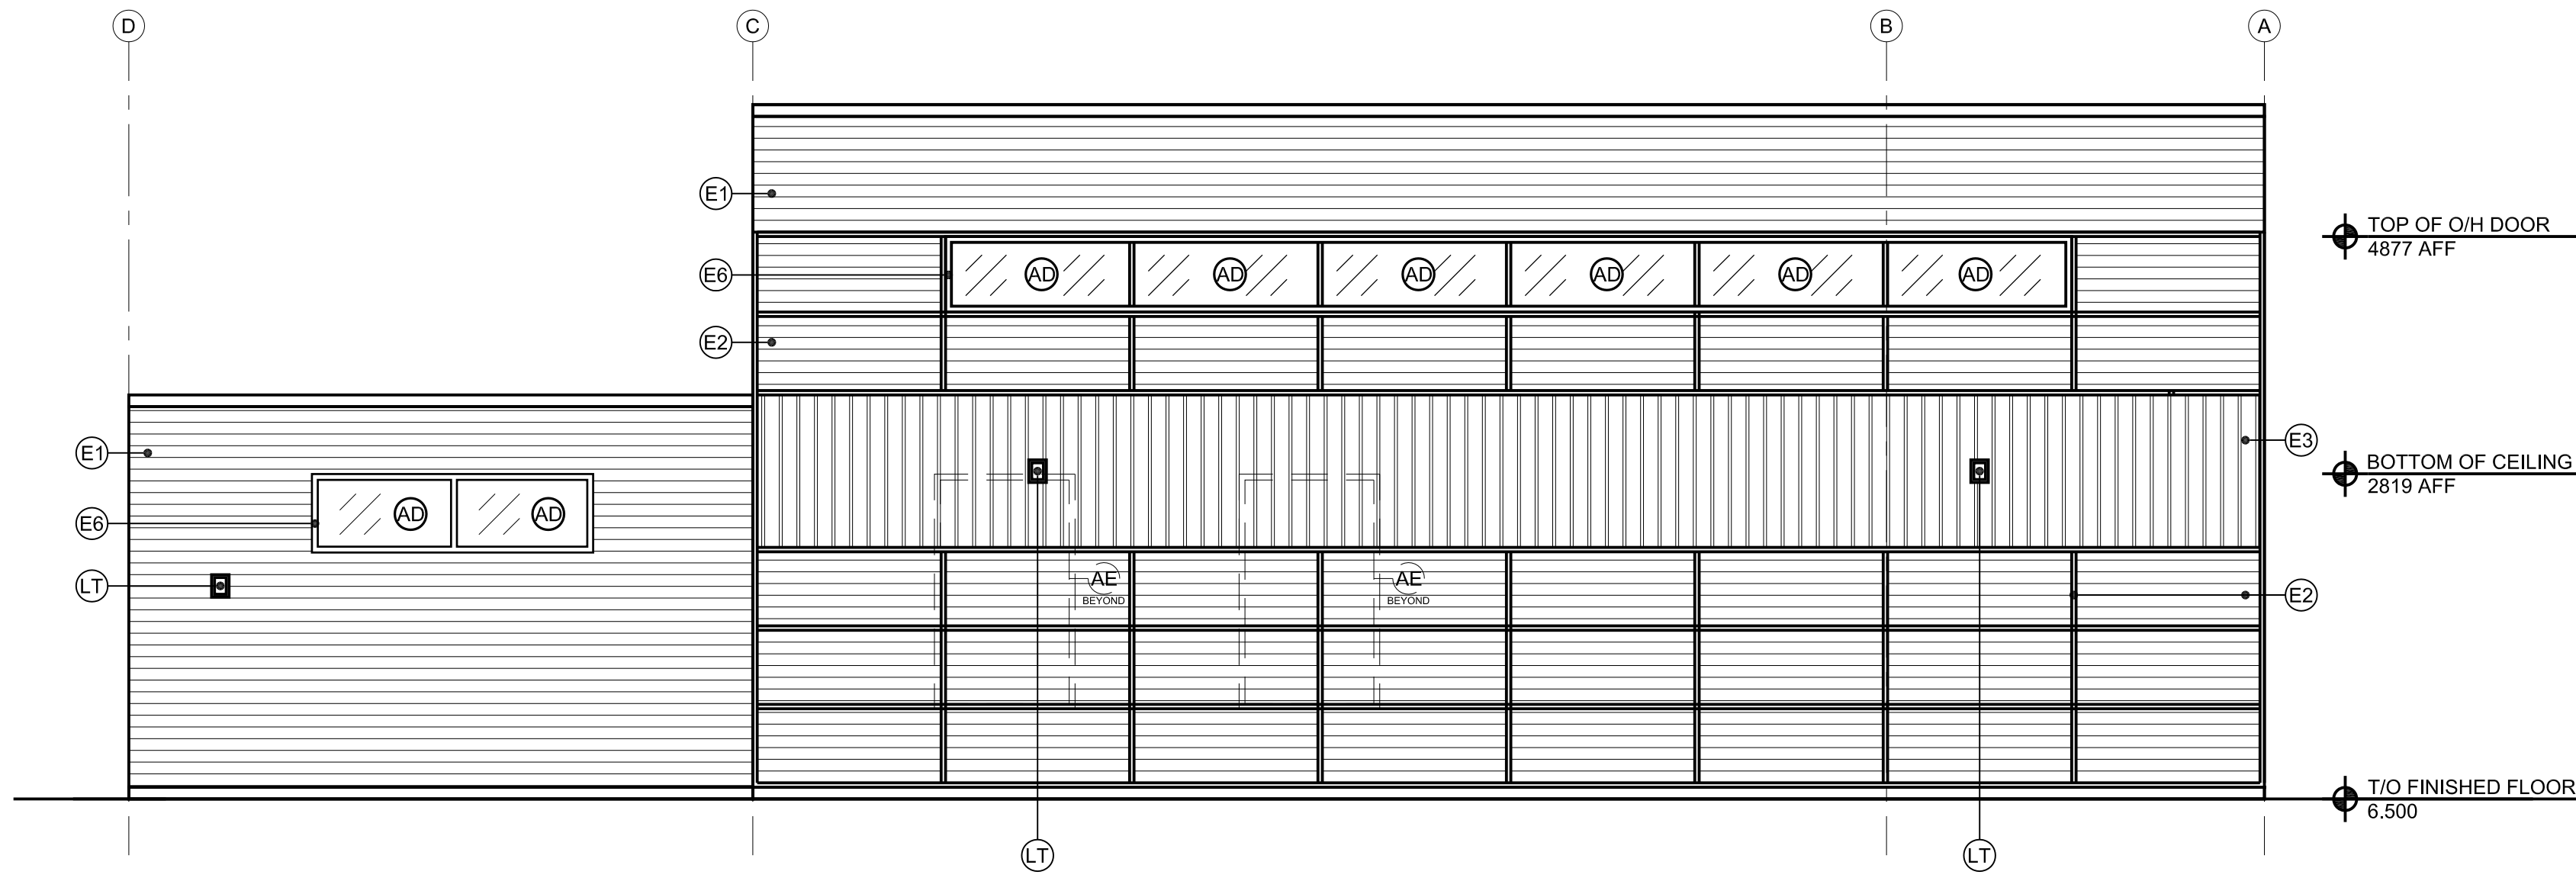 D
C
B
A
E1
TOP OF O/H DOOR
4877 AFF
E6
AD
AD
AD
AD
AD
AD
E2
E1
E3
BOTTOM OF CEILING
2819 AFF
E6
AD
AD
LT
AE
BEYOND
AE
BEYOND
E2
T/O FINISHED FLOOR
6.500
LT
LT